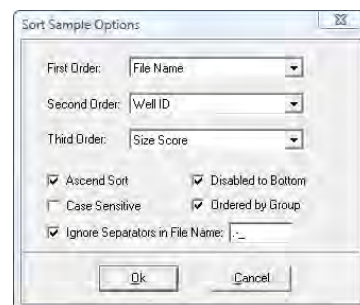 Sort Sample Options
First Order: File Name
Second Order: Well ID
Third Order: Size Score
Ascend Sort Disabled to Bottom
Case Sensitive Ordered by Group
Ignore Separators in File Name: .-_
Ok Cancel